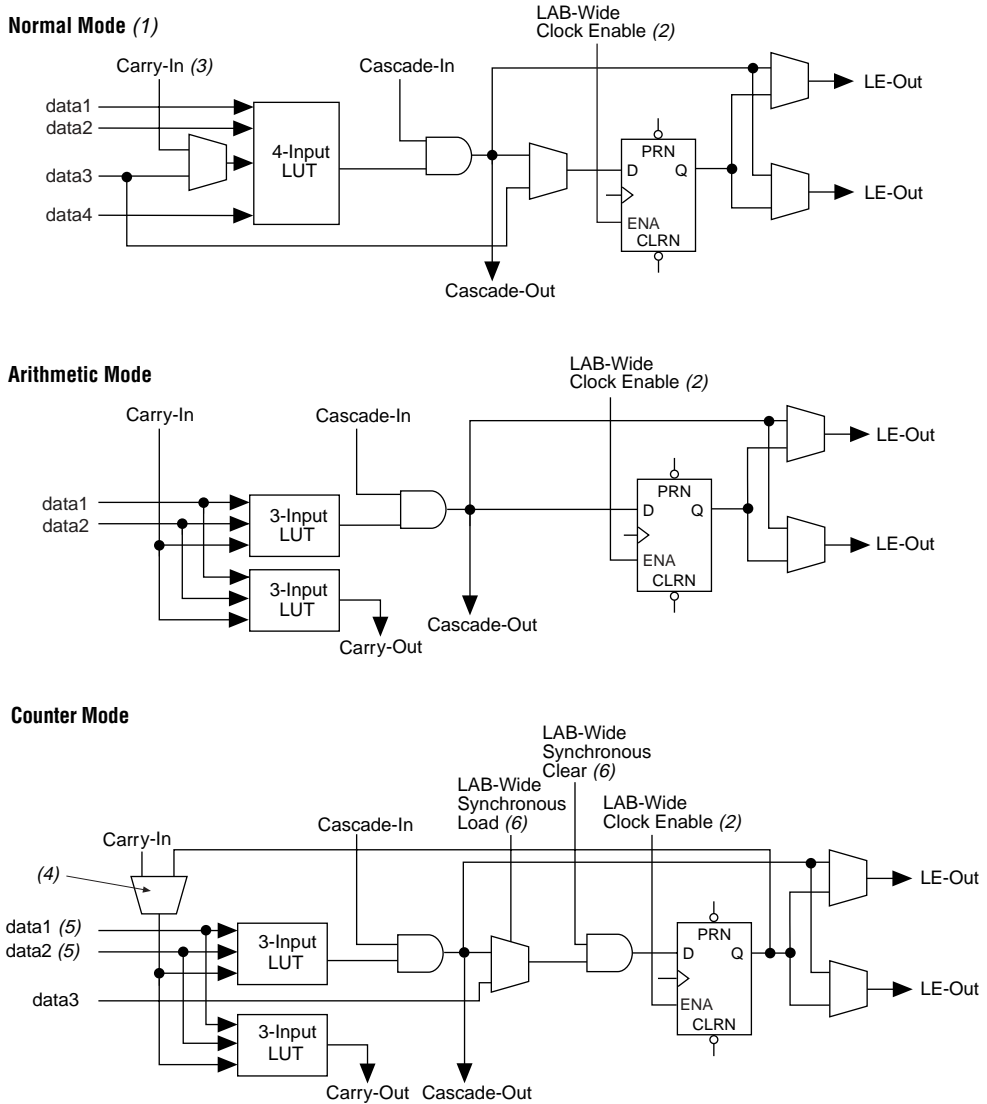 Normal Mode (1)
LAB-Wide
Clock Enable (2)
Carry-In (3)
Cascade-In
data1
data2
data3
data4
4-Input
LUT
PRN
D
Q
ENA
CLRN
LE-Out
LE-Out
Cascade-Out
Arithmetic Mode
LAB-Wide
Clock Enable (2)
Carry-In
Cascade-In
data1
data2
3-Input
LUT
3-Input
LUT
PRN
D
Q
ENA
CLRN
LE-Out
LE-Out
Cascade-Out
Carry-Out
Counter Mode
LAB-Wide
Synchronous
Clear (6)
LAB-Wide
Synchronous
Load (6)
LAB-Wide
Clock Enable (2)
Cascade-In
Carry-In
(4)
data1 (5)
data2 (5)
data3
3-Input
LUT
3-Input
LUT
PRN
D
Q
ENA
CLRN
LE-Out
LE-Out
Carry-Out
Cascade-Out